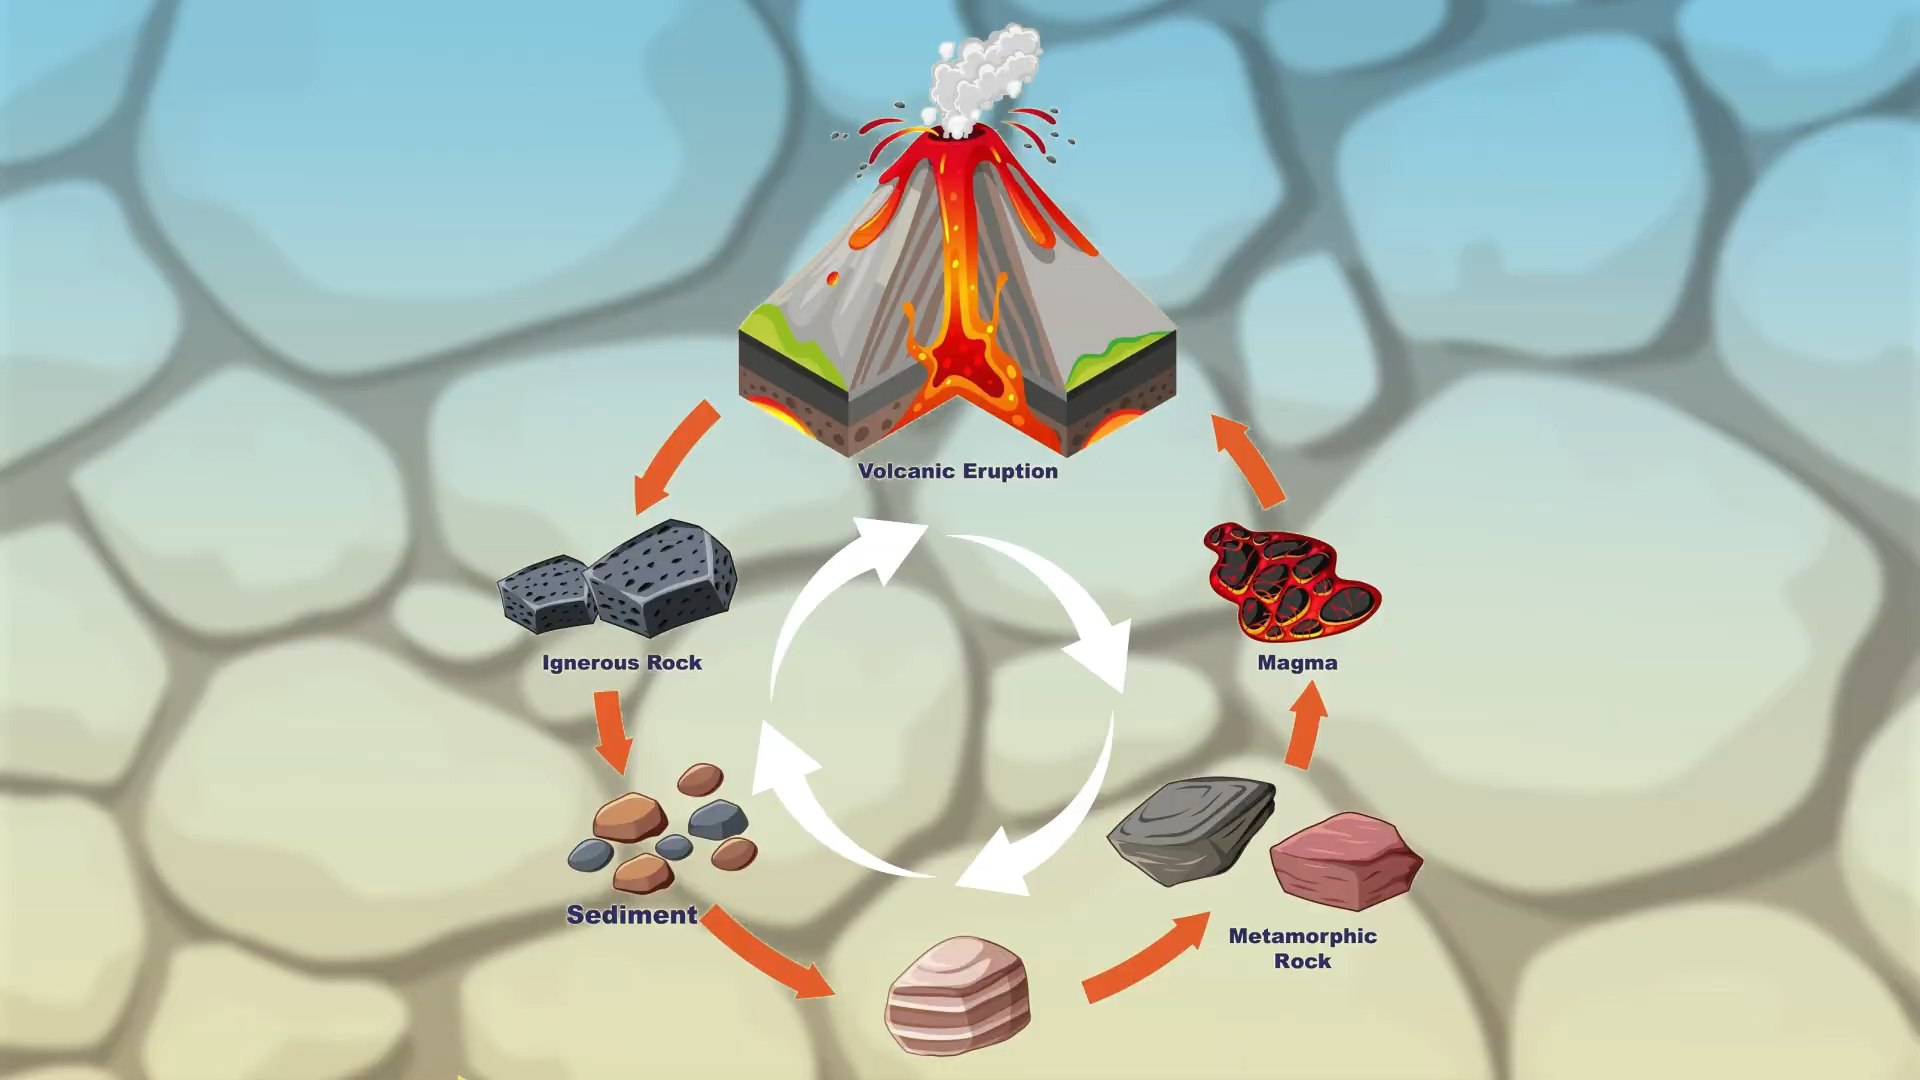 Volcanic Eruption
Ignerous Rock
Magma
Sediment
Metamorphic
Rock